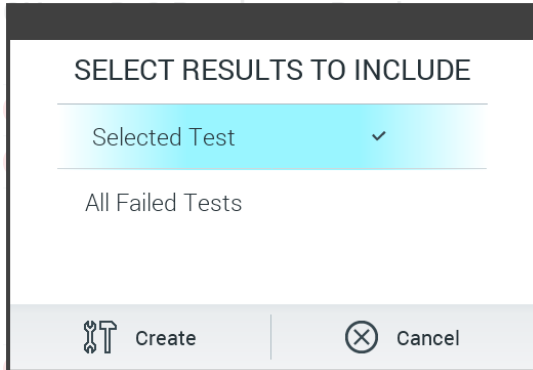 SELECT RESULTS TO INCLUDE
Selected Test
All Failed Tests
Create
Cancel